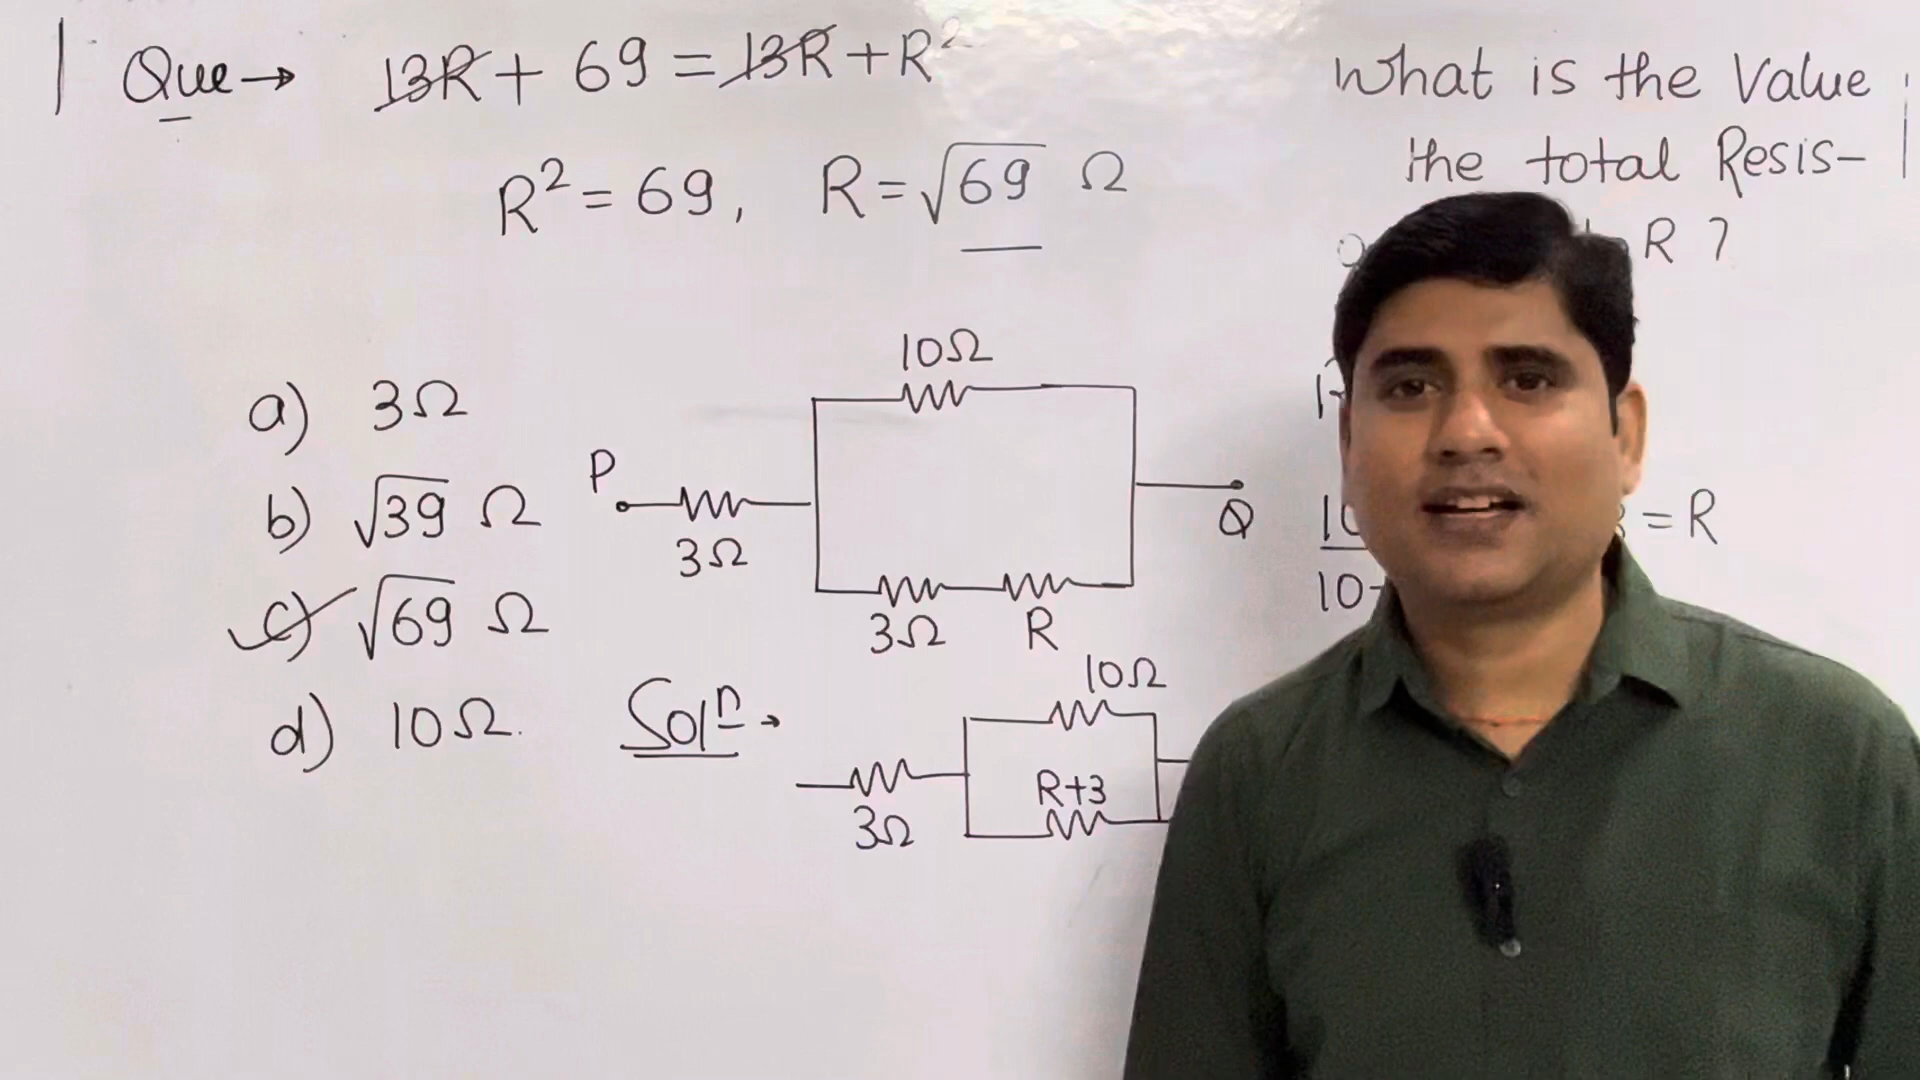 Que→ 13R + 69 = 13R + R²
R² = 69, R = √69 Ω
What is the Value
the total Resis-
R ?
a) 3Ω
b) √39 Ω
c) √69 Ω
d) 10Ω.
10Ω
P
3Ω
Q
3Ω R
= R
10
Solⁿ
10Ω
3Ω
R+3